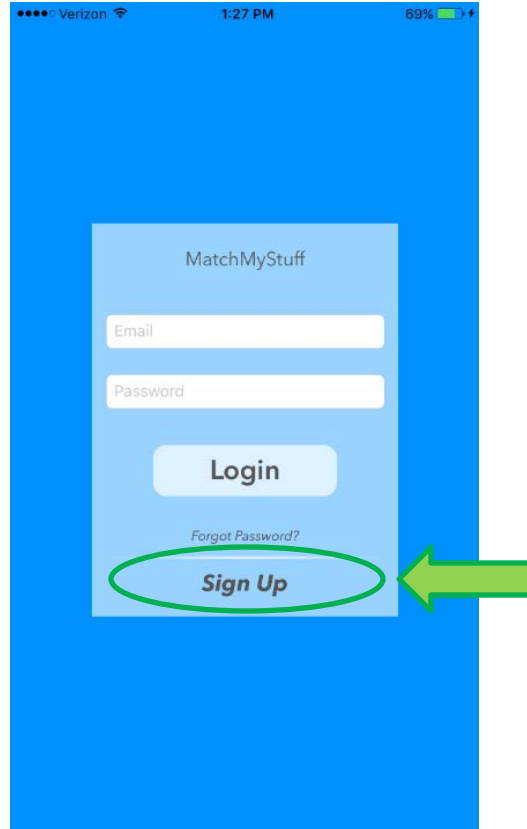 Verizon 1:27 PM 69%
MatchMyStuff
Email
Password
Login
Forgot Password?
Sign Up